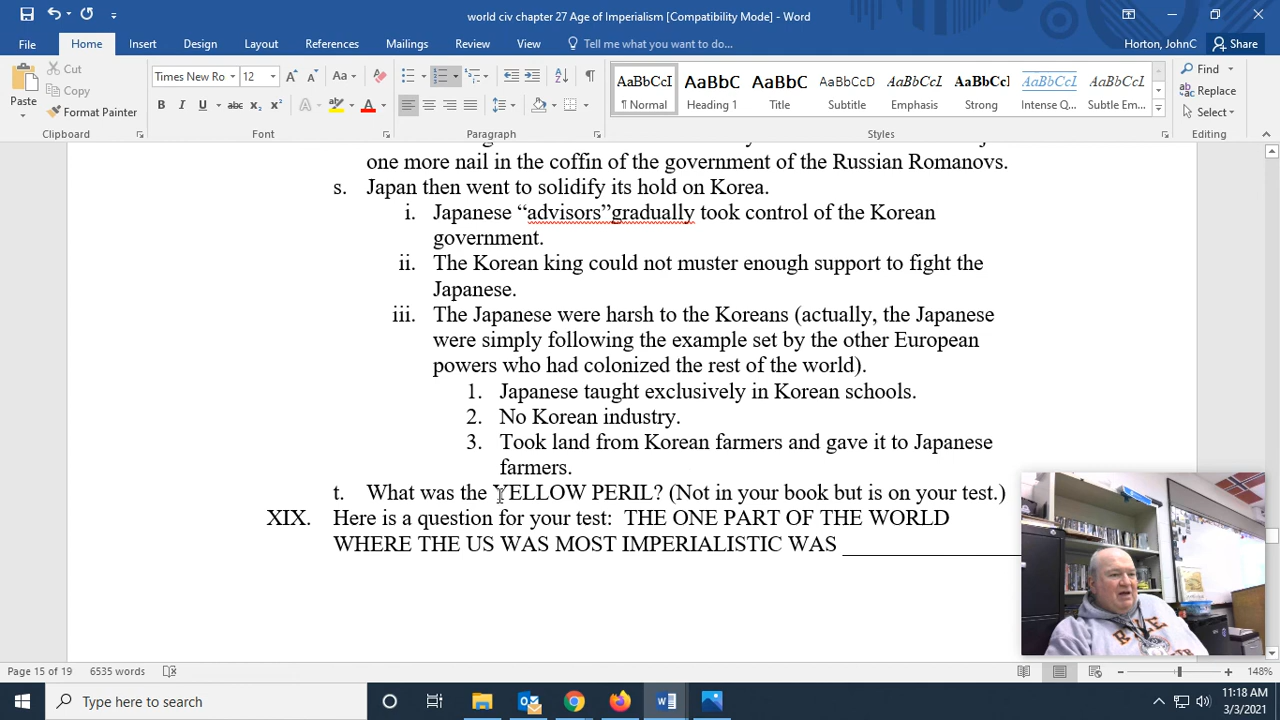 world civ chapter 27 Age of Imperialism [Compatibility Mode] - Word
File Home Insert Design Layout References Mailings Review View Tell me what you want to do... Horton, JohnC Share
Cut
Copy
Format Painter
Paste
Times New Ro 12
AaBbCcI AaBbC AaBbC AaBbCcD AaBbCcI AaBbCcI AaBbCcI AaBbCcI
¶ Normal Heading 1 Title Subtitle Emphasis Strong Intense Q... Subtle Em...
Find
Replace
Select
Clipboard Font Paragraph Styles Editing
one more nail in the coffin of the government of the Russian Romanovs.
s. Japan then went to solidify its hold on Korea.
i. Japanese “advisors”gradually took control of the Korean
government.
ii. The Korean king could not muster enough support to fight the
Japanese.
iii. The Japanese were harsh to the Koreans (actually, the Japanese
were simply following the example set by the other European
powers who had colonized the rest of the world).
1. Japanese taught exclusively in Korean schools.
2. No Korean industry.
3. Took land from Korean farmers and gave it to Japanese
farmers.
t. What was the YELLOW PERIL? (Not in your book but is on your test.)
XIX. Here is a question for your test: THE ONE PART OF THE WORLD
WHERE THE US WAS MOST IMPERIALISTIC WAS ________________
Page 15 of 19 6535 words 148%
Type here to search
11:18 AM
3/3/2021